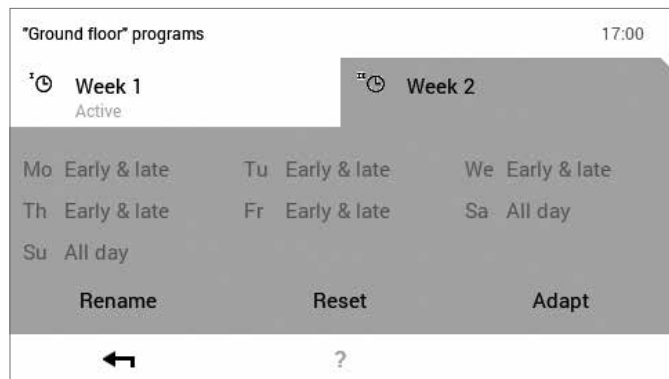 "Ground floor" programs 17:00
I Week 1 II Week 2
Active
Mo Early & late Tu Early & late We Early & late
Th Early & late Fr Early & late Sa All day
Su All day
Rename Reset Adapt
?